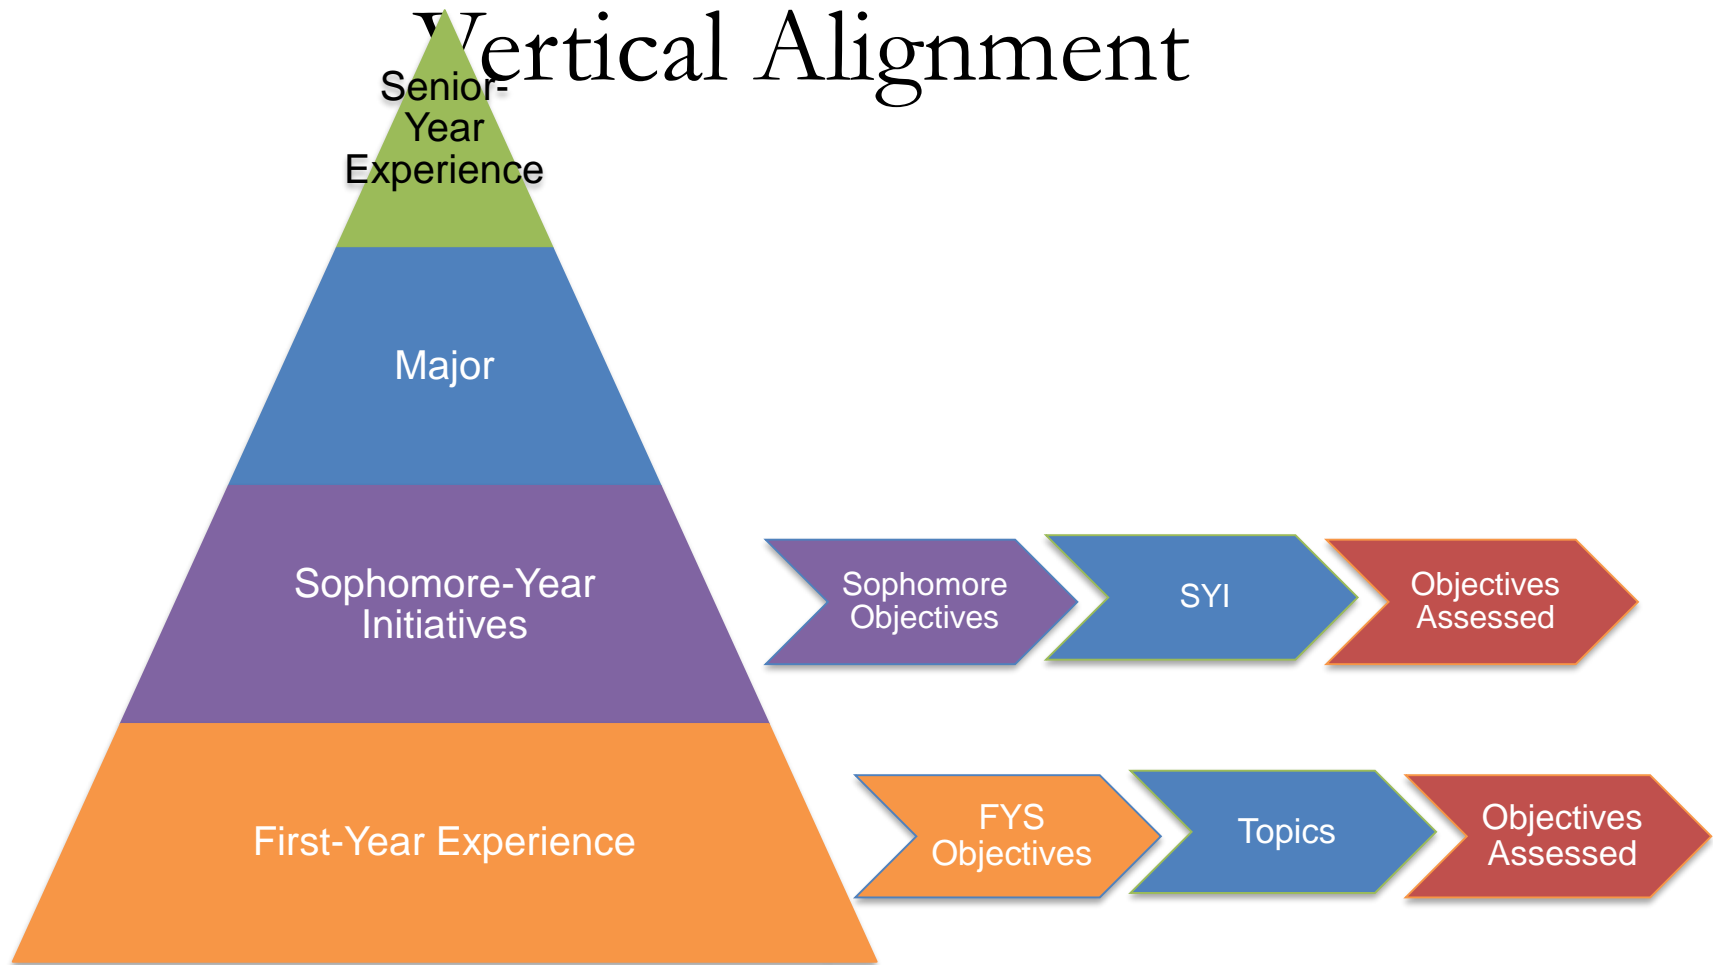 Vertical Alignment
Senior-
Year
Experience
Major
Sophomore-Year
Initiatives
Sophomore
Objectives
SYI
Objectives
Assessed
First-Year Experience
FYS
Objectives
Topics
Objectives
Assessed